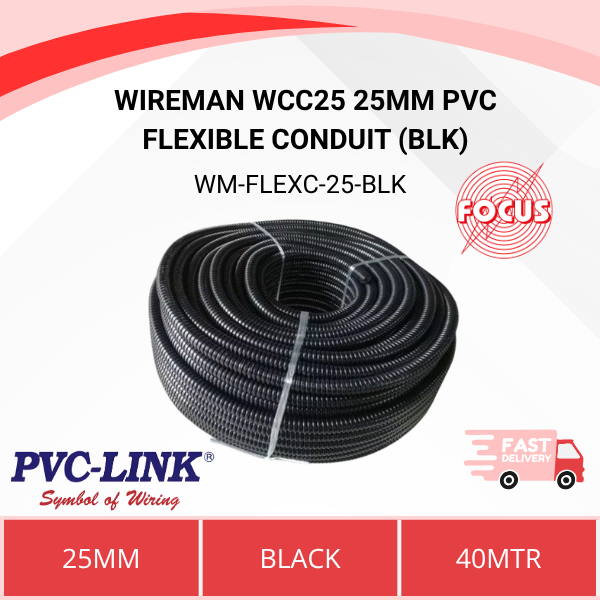 WIREMAN WCC25 25MM PVC
FLEXIBLE CONDUIT (BLK)
WM-FLEXC-25-BLK
FOCUS
PVC-LINK®
Symbol of Wiring
FAST
DELIVERY
25MM
BLACK
40MTR